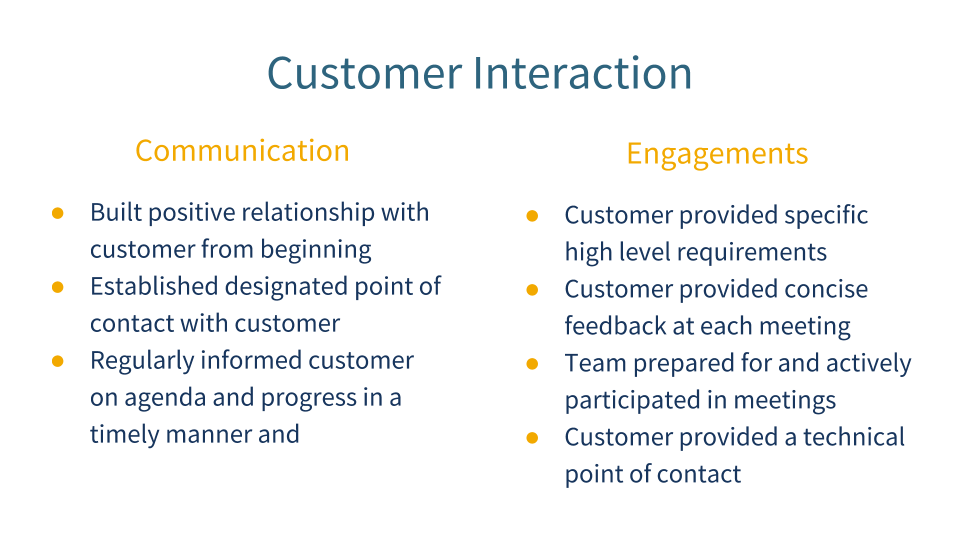 Customer Interaction
Communication
● Built positive relationship with
customer from beginning
● Established designated point of
contact with customer
● Regularly informed customer
on agenda and progress in a
timely manner and
Engagements
● Customer provided specific
high level requirements
● Customer provided concise
feedback at each meeting
● Team prepared for and actively
participated in meetings
● Customer provided a technical
point of contact